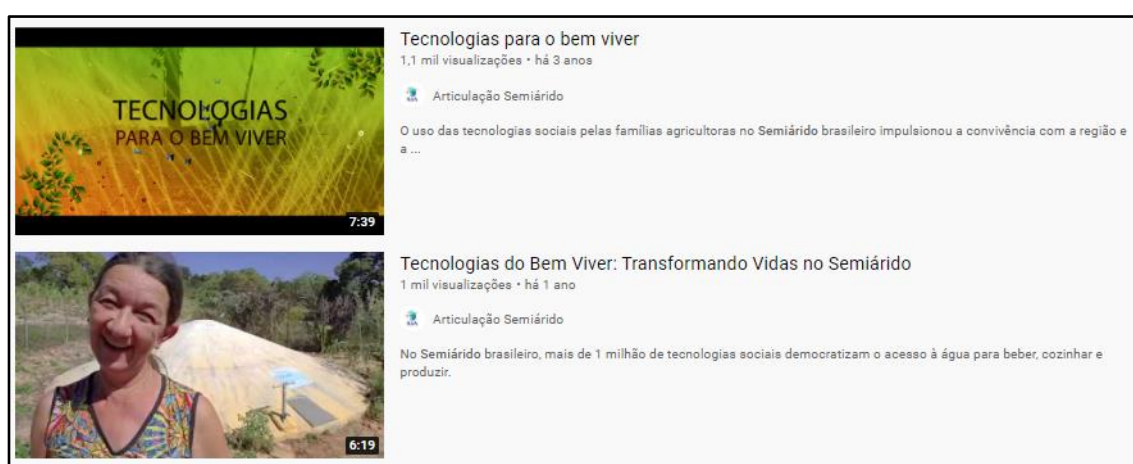 TECNOLOGIAS
PARA O BEM VIVER
7:39
Tecnologias para o bem viver
1,1 mil visualizações • há 3 anos
Articulação Semiárido
O uso das tecnologias sociais pelas famílias agricultoras no Semiárido brasileiro impulsionou a convivência com a região e
a ...
6:19
Tecnologias do Bem Viver: Transformando Vidas no Semiárido
1 mil visualizações • há 1 ano
Articulação Semiárido
No Semiárido brasileiro, mais de 1 milhão de tecnologias sociais democratizam o acesso à água para beber, cozinhar e
produzir.